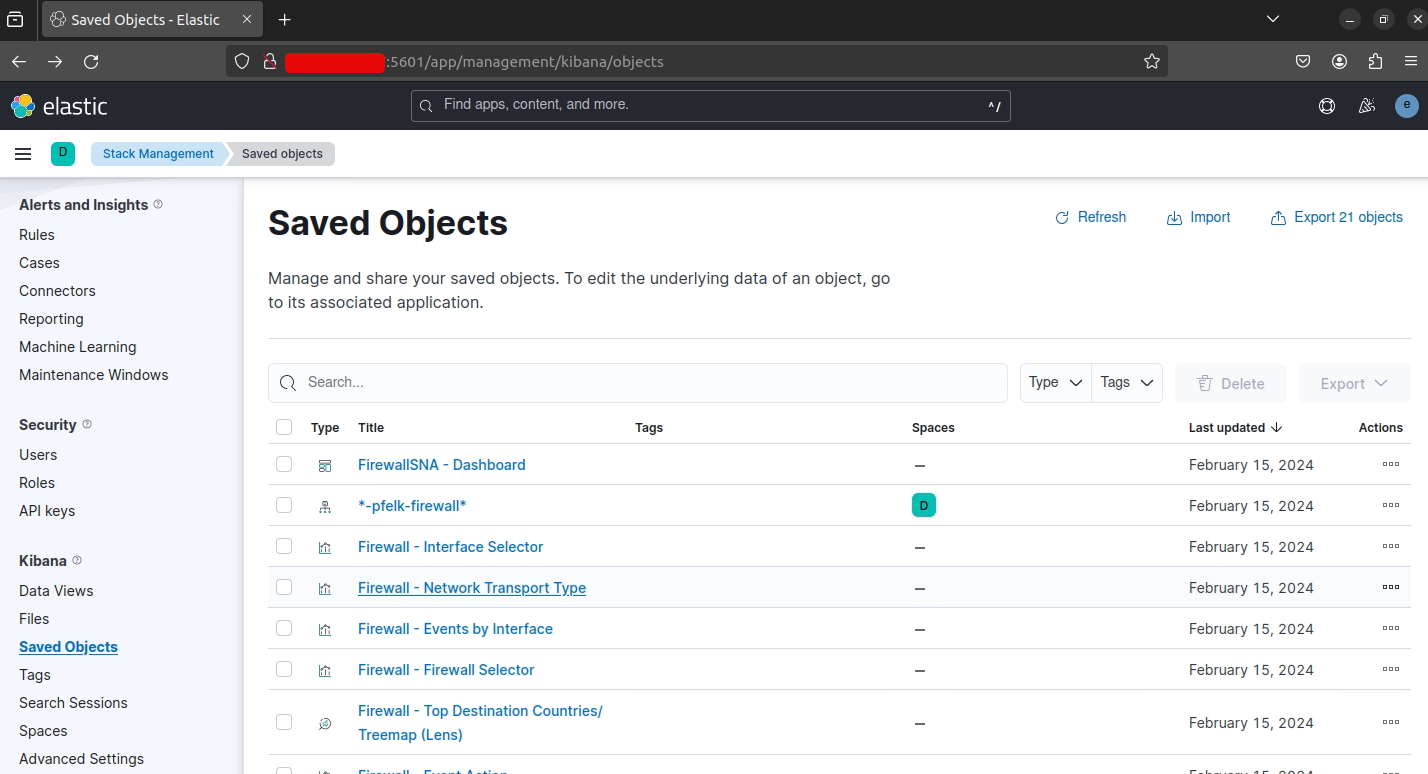 Saved Objects - Elastic
:5601/app/management/kibana/objects
elastic
Find apps, content, and more.
^/
e
D
Stack Management
Saved objects
Alerts and Insights
Rules
Cases
Connectors
Reporting
Machine Learning
Maintenance Windows
Security
Users
Roles
API keys
Kibana
Data Views
Files
Saved Objects
Tags
Search Sessions
Spaces
Advanced Settings
Saved Objects
Refresh
Import
Export 21 objects
Manage and share your saved objects. To edit the underlying data of an object, go
to its associated application.
Search...
Type
Tags
Delete
Export
Type Title Tags Spaces Last updated Actions
FirewallSNA - Dashboard – February 15, 2024
*-pfelk-firewall* D February 15, 2024
Firewall - Interface Selector – February 15, 2024
Firewall - Network Transport Type – February 15, 2024
Firewall - Events by Interface – February 15, 2024
Firewall - Firewall Selector – February 15, 2024
Firewall - Top Destination Countries/
Treemap (Lens) – February 15, 2024
Firewall - Event Action February 15, 2024